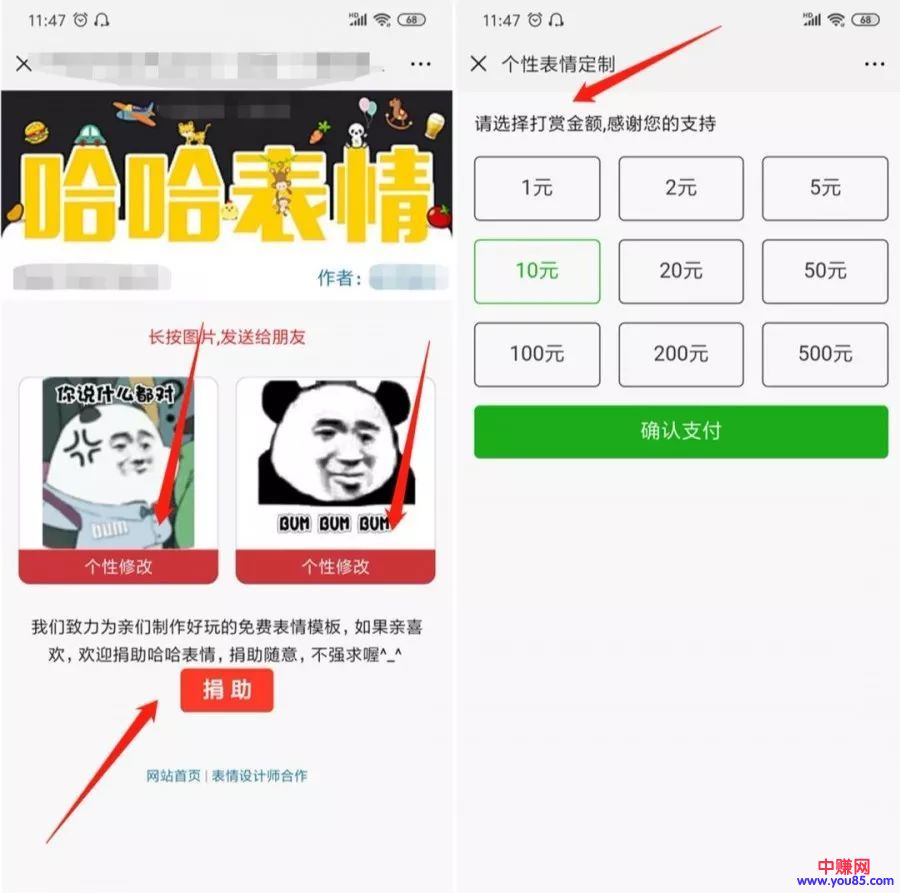 11:47
HD
68
哈哈表情
作者:
长按图片,发送给朋友
你说什么都对
bum
个性修改
BUM BUM BUM
个性修改
我们致力为亲们制作好玩的免费表情模板，如果亲喜
欢，欢迎捐助哈哈表情，捐助随意，不强求喔^_^
捐 助
网站首页 | 表情设计师合作
11:47
HD
68
个性表情定制
请选择打赏金额,感谢您的支持
1元
2元
5元
10元
20元
50元
100元
200元
500元
确认支付
中赚网
www.you85.com